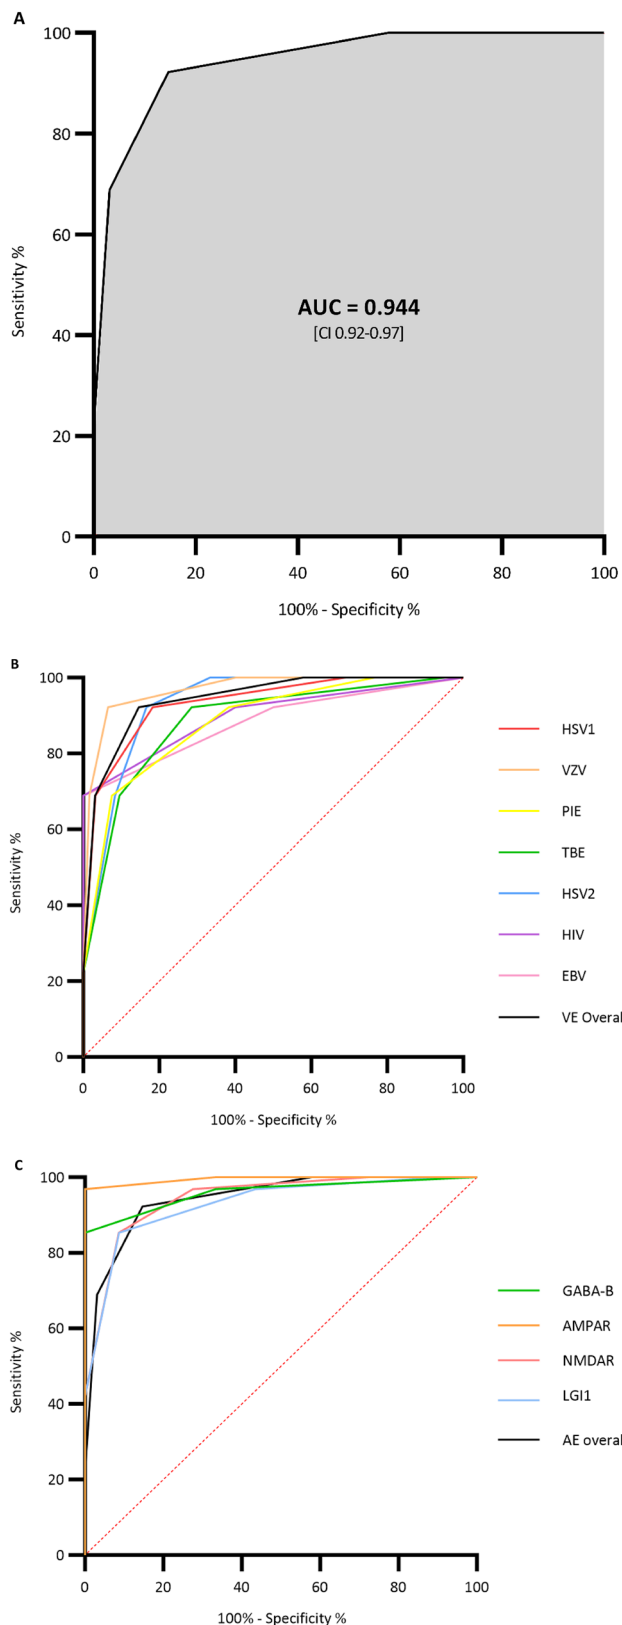 A
100
80
60
40
20
0
Sensitivity %
AUC = 0.944
[CI 0.92-0.97]
0 20 40 60 80 100
100% - Specificity %
B
100
80
60
40
20
0
Sensitivity %
HSV1
VZV
PIE
TBE
HSV2
HIV
EBV
VE Overal
0 20 40 60 80 100
100% - Specificity %
C
100
80
60
40
20
0
Sensitivity %
GABA-B
AMPAR
NMDAR
LGI1
AE overal
0 20 40 60 80 100
100% - Specificity %